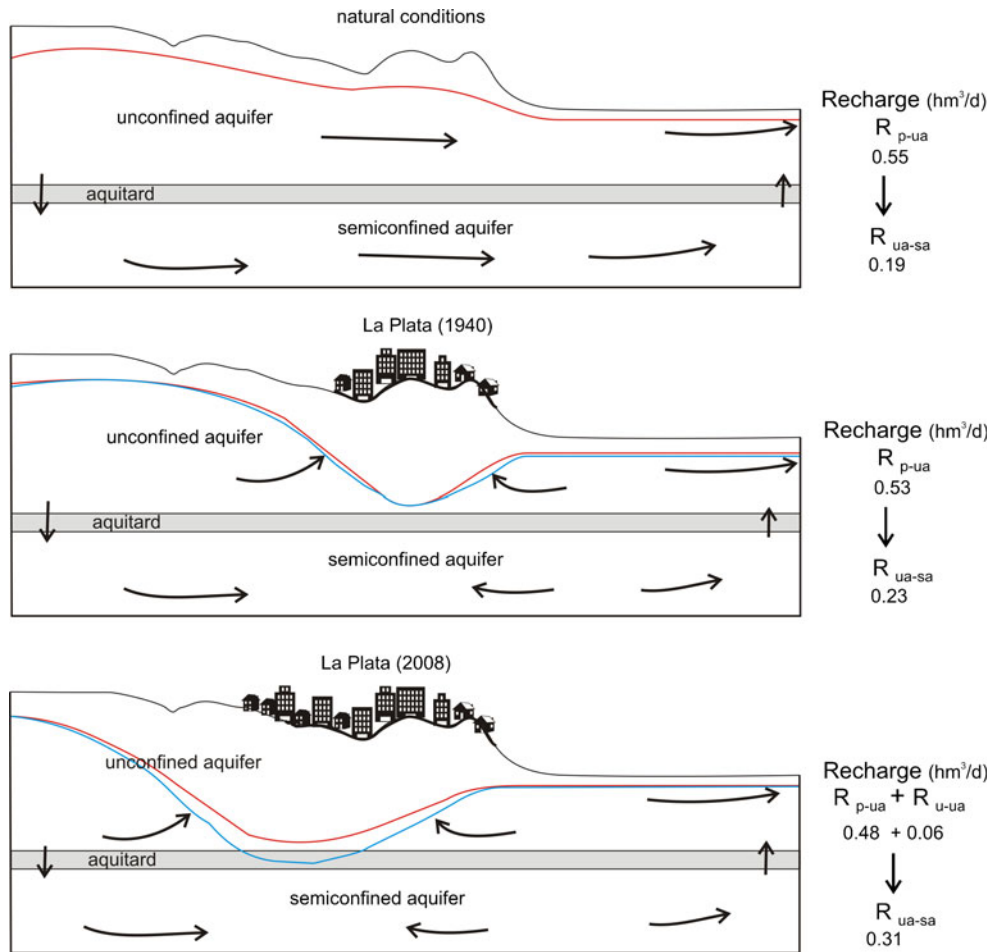 natural conditions
unconfined aquifer
aquitard
semiconfined aquifer
Recharge (hm³/d)
R p-ua
0.55
R ua-sa
0.19
La Plata (1940)
unconfined aquifer
aquitard
semiconfined aquifer
Recharge (hm³/d)
R p-ua
0.53
R ua-sa
0.23
La Plata (2008)
unconfined aquifer
aquitard
semiconfined aquifer
Recharge (hm³/d)
R p-ua + R u-ua
0.48 + 0.06
R ua-sa
0.31